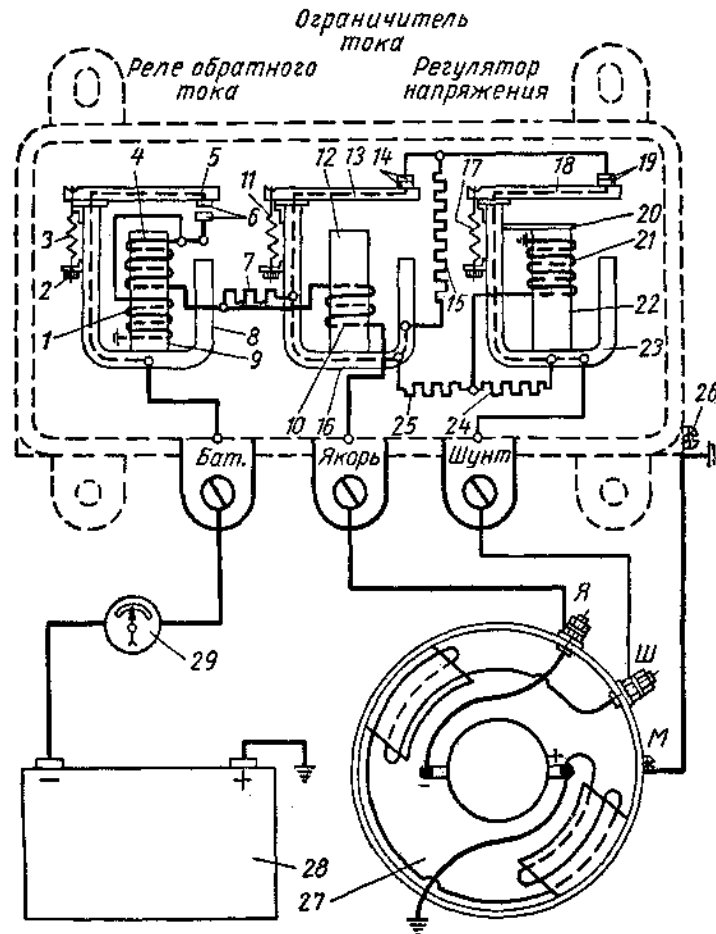 Ограничитель
тока
Реле обратного
тока
Регулятор
напряжения
4
5
6
3
2
1
7
8
9
11
12
13
14
10
16
15
17
18
19
20
21
22
23
24
25
26
Бат.
Якорь
Шунт
Я
Ш
М
29
- +
28
- +
27